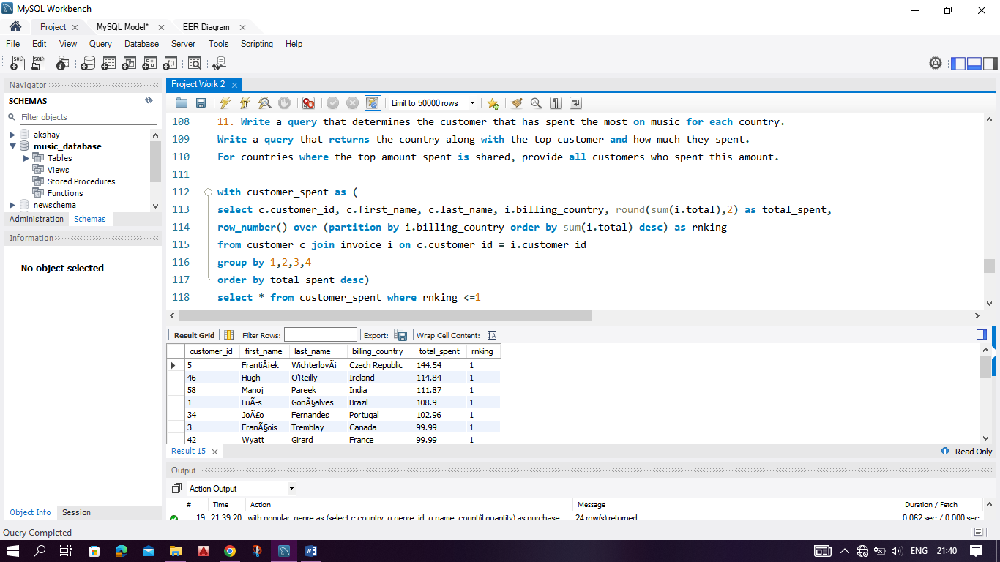 MySQL Workbench
Project
MySQL Model*
EER Diagram
File Edit View Query Database Server Tools Scripting Help
Navigator
SCHEMAS
Filter objects
akshay
music_database
Tables
Views
Stored Procedures
Functions
newschema
Administration Schemas
Information
No object selected
Object Info Session
Project Work 2
Limit to 50000 rows
108 11. Write a query that determines the customer that has spent the most on music for each country.
109 Write a query that returns the country along with the top customer and how much they spent.
110 For countries where the top amount spent is shared, provide all customers who spent this amount.
111
112 with customer_spent as (
113 select c.customer_id, c.first_name, c.last_name, i.billing_country, round(sum(i.total),2) as total_spent,
114 row_number() over (partition by i.billing_country order by sum(i.total) desc) as rnking
115 from customer c join invoice i on c.customer_id = i.customer_id
116 group by 1,2,3,4
117 order by total_spent desc)
118 select * from customer_spent where rnking <=1
Result Grid Filter Rows: Export: Wrap Cell Content:
customer_id first_name last_name billing_country total_spent rnking
5 FrantiÅiek WichterlovÃi Czech Republic 144.54 1
46 Hugh O'Reilly Ireland 114.84 1
58 Manoj Pareek India 111.87 1
1 LuÃ-s GonÃ§alves Brazil 108.9 1
34 JoÃ£o Fernandes Portugal 102.96 1
3 FranÃ§ois Tremblay Canada 99.99 1
42 Wyatt Girard France 99.99 1
Result 15
Read Only
Output
Action Output
# Time Action Message Duration / Fetch
19 21:39:20 with popular_genre as (select c.country, g.genre_id, g.name, count(il.quantity) as purchase 24 row(s) returned 0.062 sec / 0.000 sec
Query Completed
ENG 21:40